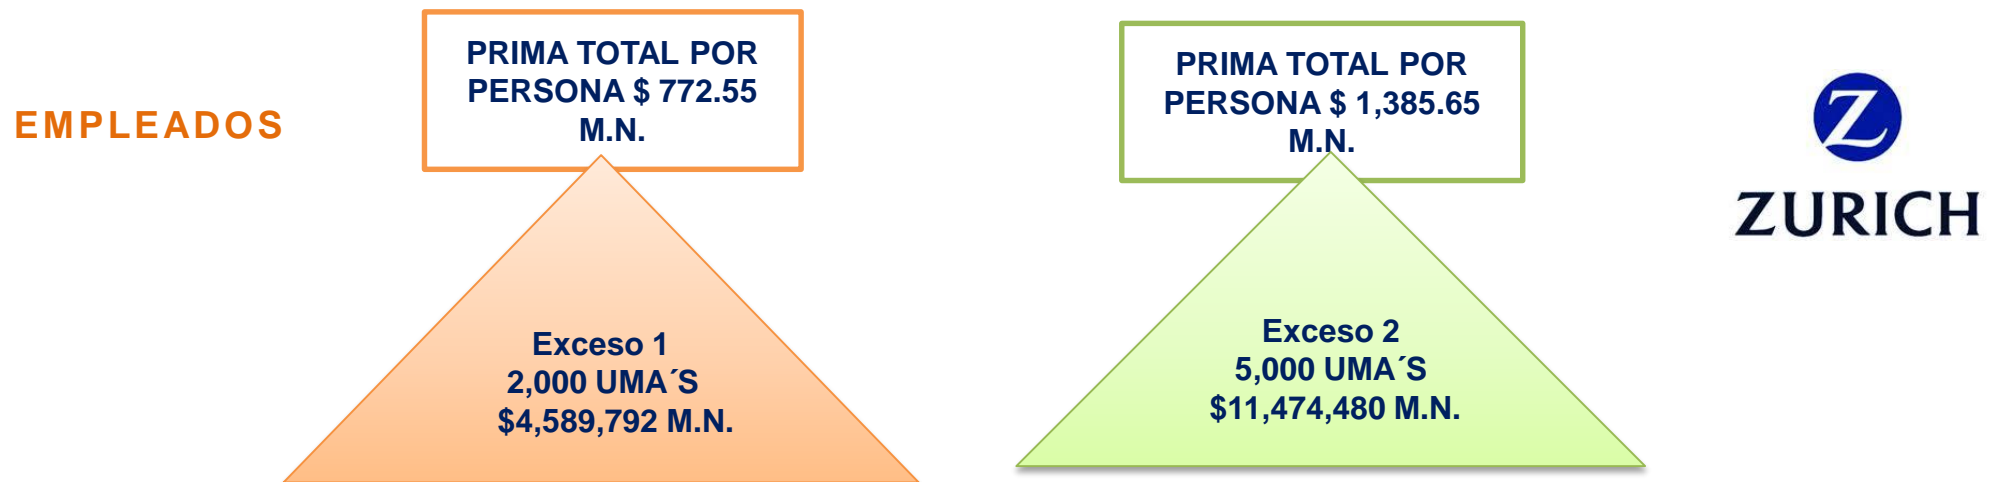 EMPLEADOS
PRIMA TOTAL POR
PERSONA $ 772.55
M.N.
Exceso 1
2,000 UMA´S
$4,589,792 M.N.
PRIMA TOTAL POR
PERSONA $ 1,385.65
M.N.
Exceso 2
5,000 UMA´S
$11,474,480 M.N.
Z
ZURICH